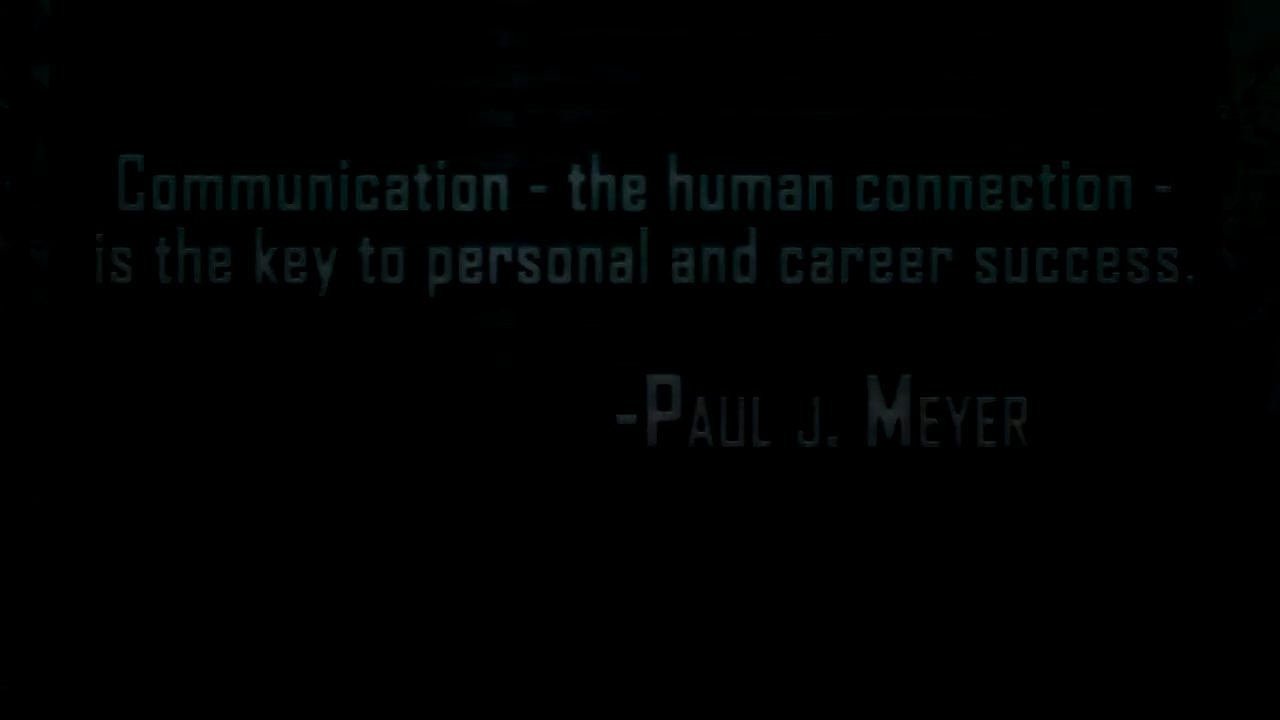 Communication - the human connection -
is the key to personal and career success.
-Paul J. Meyer